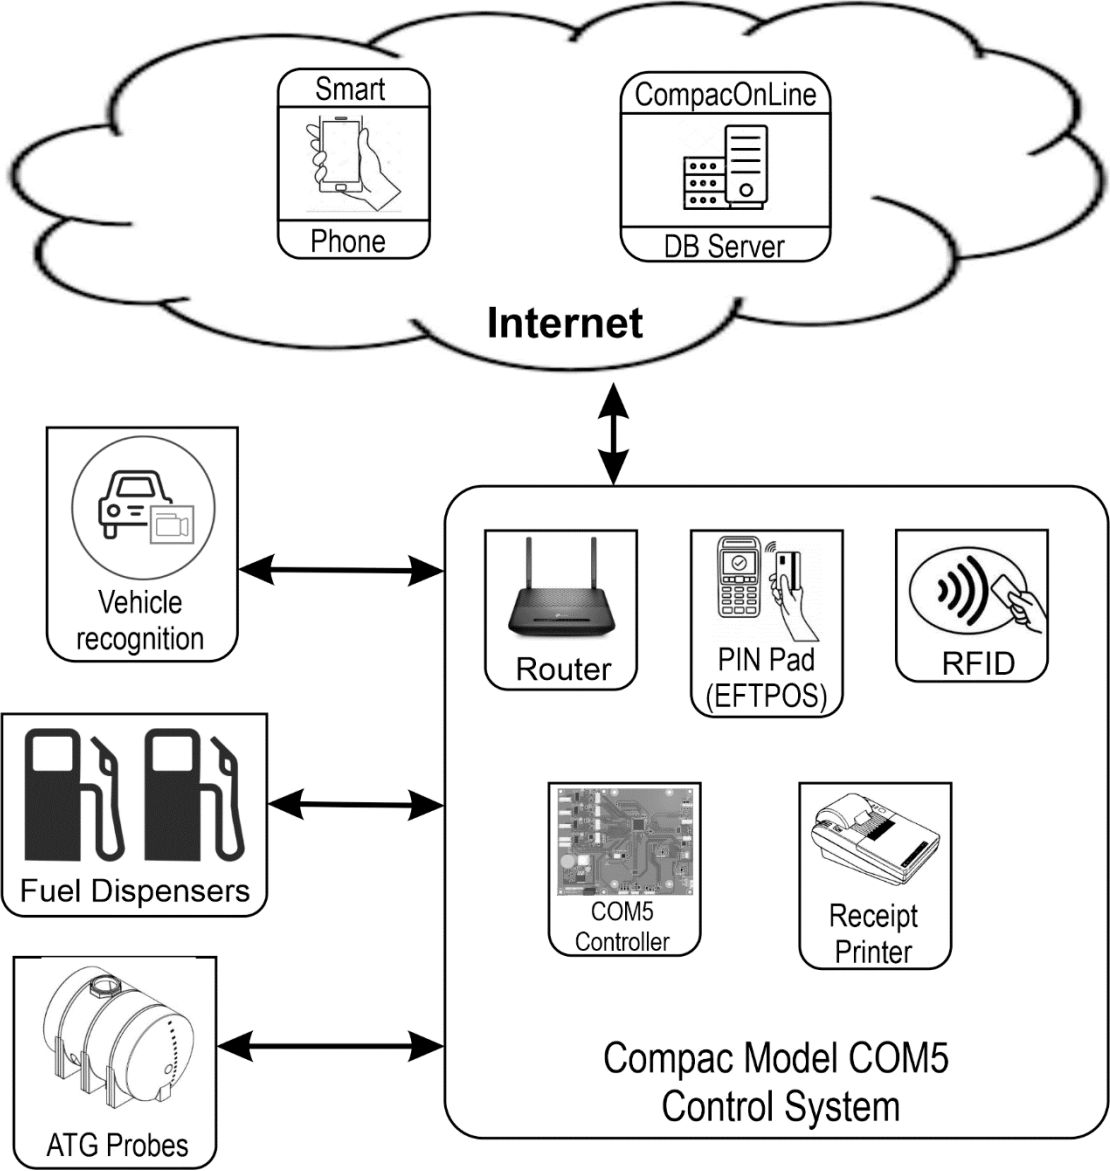 Smart
Phone
CompacOnLine
DB Server
Internet
Vehicle
recognition
Router
PIN Pad
(EFTPOS)
RFID
Fuel Dispensers
COM5
Controller
Receipt
Printer
ATG Probes
Compac Model COM5
Control System